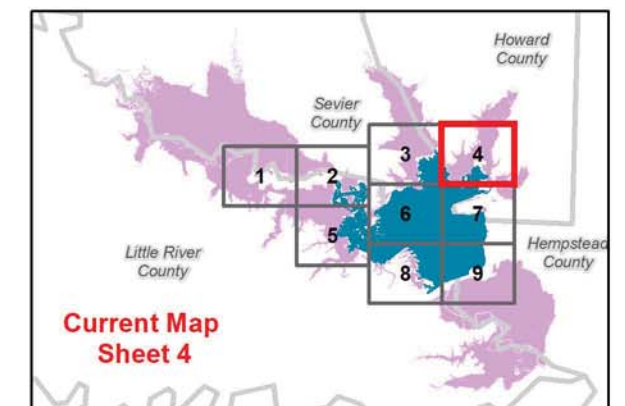 Howard
County
Sevier
County
3
4
1
2
6
7
5
Little River
County
Hempstead
County
8
9
Current Map
Sheet 4